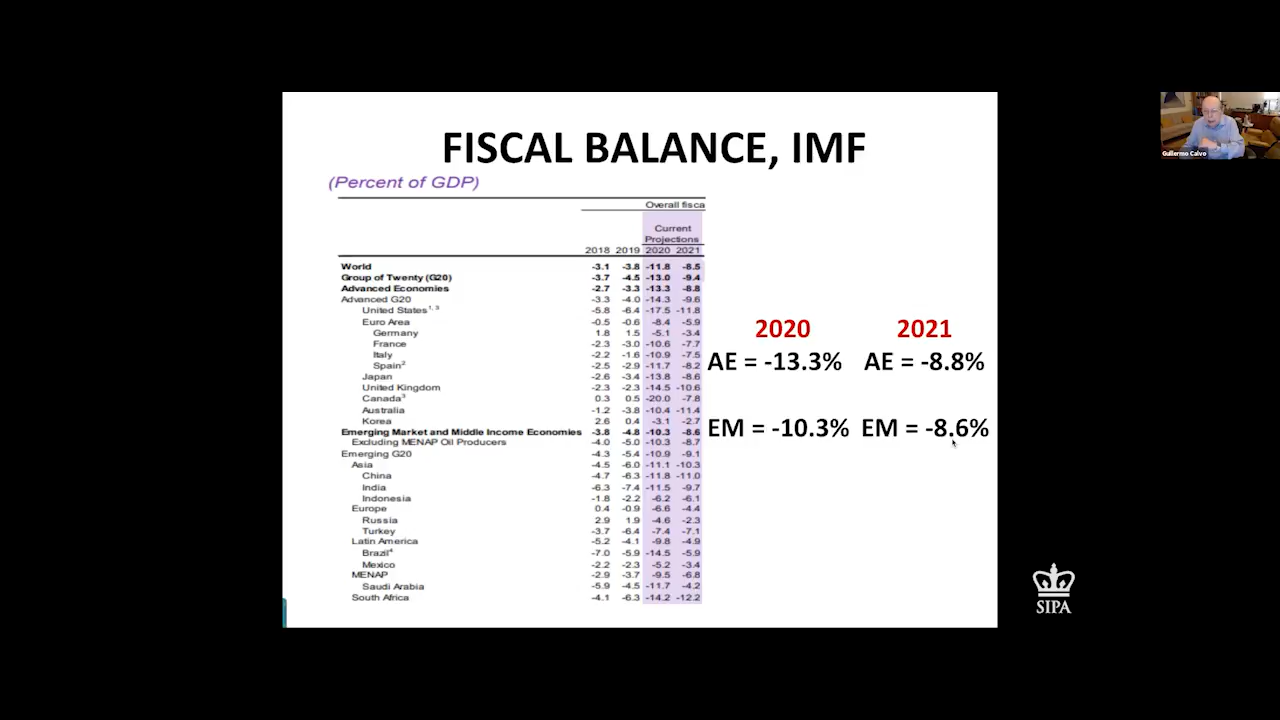 FISCAL BALANCE, IMF
(Percent of GDP)
Overall fisca
Current
Projections
2018 2019 2020 2021
World -3.1 -3.8 -11.8 -8.5
Group of Twenty (G20) -3.7 -4.5 -13.0 -9.4
Advanced Economies -2.7 -3.3 -13.3 -8.8
Advanced G20 -3.3 -4.0 -14.3 -9.6
United States1, 3 -5.8 -6.4 -17.5 -11.8
Euro Area -0.5 -0.6 -8.4 -5.9
Germany 1.8 1.5 -5.1 -3.4
France -2.3 -3.0 -10.6 -7.7
Italy -2.2 -1.6 -10.9 -7.5
Spain2 -2.5 -2.9 -11.7 -8.2
Japan -2.6 -3.4 -13.8 -8.6
United Kingdom -2.3 -2.3 -14.5 -10.6
Canada3 0.3 0.5 -20.0 -7.8
Australia -1.2 -3.8 -10.4 -11.4
Korea 2.6 0.4 -3.1 -2.7
Emerging Market and Middle Income Economies -3.8 -4.8 -10.3 -8.6
Excluding MENAP Oil Producers -4.0 -5.0 -10.3 -8.7
Emerging G20 -4.3 -5.4 -10.9 -9.1
Asia -4.5 -6.0 -11.1 -10.3
China -4.7 -6.3 -11.8 -11.0
India -6.3 -7.4 -11.5 -9.7
Indonesia -1.8 -2.2 -6.2 -6.1
Europe 0.4 -0.9 -6.6 -4.4
Russia 2.9 1.9 -4.6 -2.3
Turkey -3.7 -6.4 -7.4 -7.1
Latin America -5.2 -4.1 -9.8 -4.9
Brazil4 -7.0 -5.9 -14.5 -5.9
Mexico -2.2 -2.3 -5.2 -3.4
MENAP -2.9 -3.7 -9.5 -6.8
Saudi Arabia -5.9 -4.5 -11.7 -4.2
South Africa -4.1 -6.3 -14.2 -12.2
2020 2021
AE = -13.3% AE = -8.8%
EM = -10.3% EM = -8.6%
Guillermo Calvo
SIPA